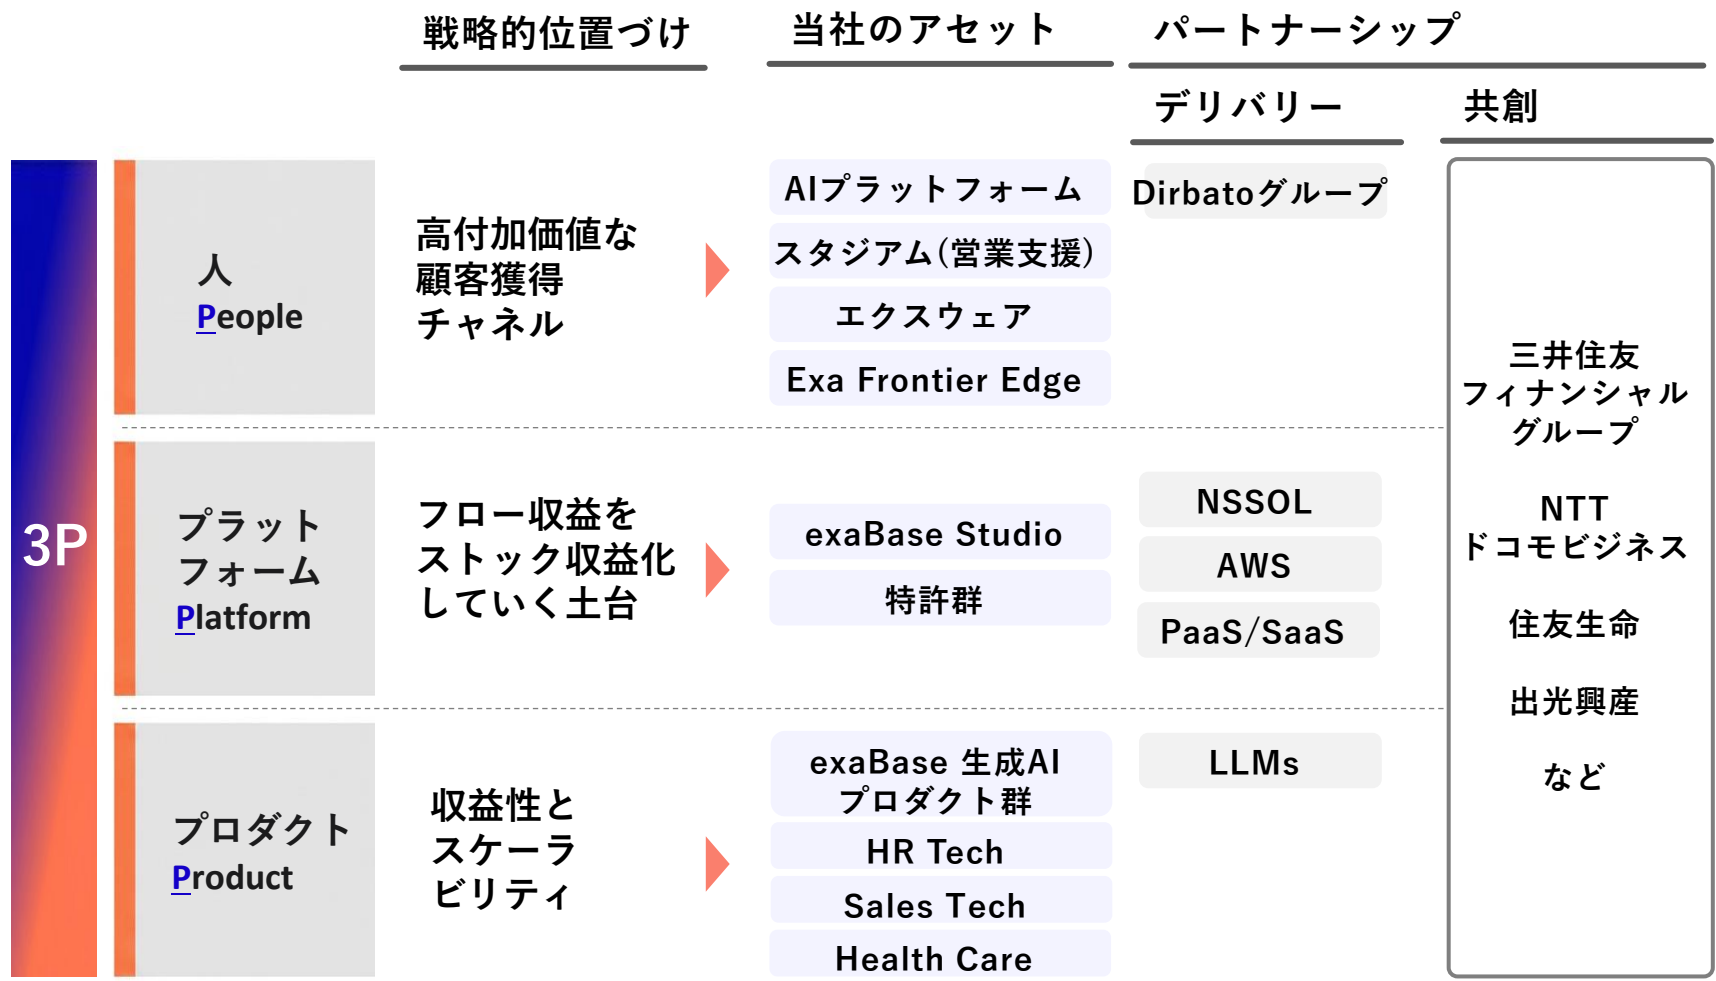 戦略的位置づけ
当社のアセット
パートナーシップ
デリバリー
共創
3P
人
People
高付加価値な
顧客獲得
チャネル
AIプラットフォーム
スタジアム(営業支援)
エクスウェア
Exa Frontier Edge
Dirbatoグループ
プラット
フォーム
Platform
フロー収益を
ストック収益化
していく土台
exaBase Studio
特許群
NSSOL
AWS
PaaS/SaaS
プロダクト
Product
収益性と
スケーラ
ビリティ
exaBase 生成AI
プロダクト群
HR Tech
Sales Tech
Health Care
LLMs
三井住友
フィナンシャル
グループ
NTT
ドコモビジネス
住友生命
出光興産
など